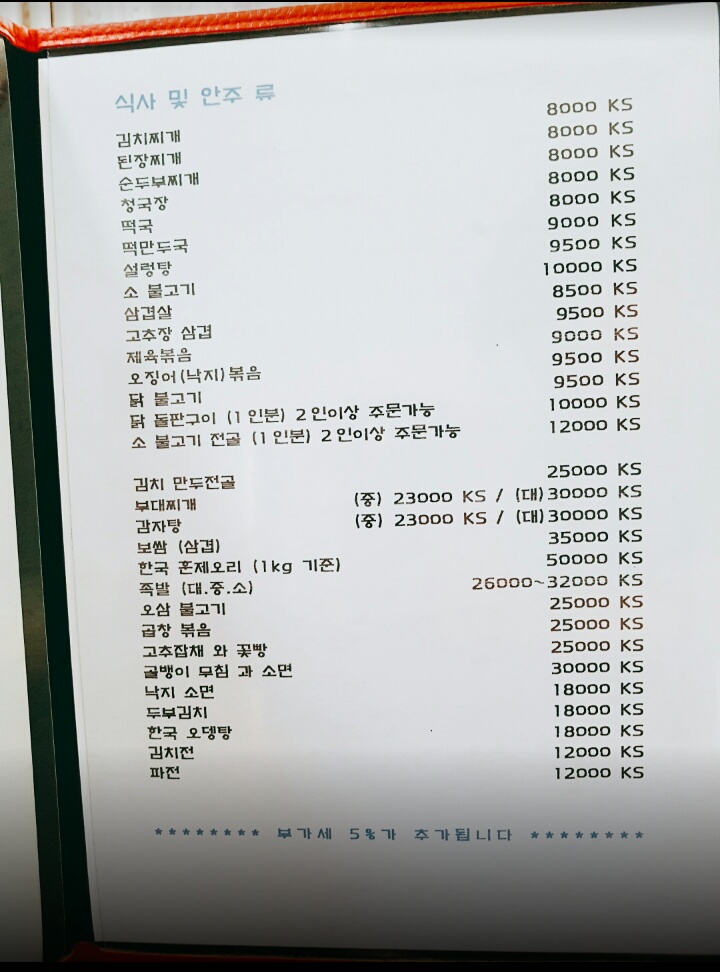 식사 및 안주 류
김치찌개 8000 KS
된장찌개 8000 KS
순두부찌개 8000 KS
청국장 8000 KS
떡국 8000 KS
떡만두국 9000 KS
설렁탕 9500 KS
소 불고기 10000 KS
삼겹살 8500 KS
고추장 삼겹 9500 KS
제육볶음 9000 KS
오징어(낙지)볶음 9500 KS
닭 불고기 9500 KS
닭 돌판구이 (1인분) 2인이상 주문가능 10000 KS
소 불고기 전골 (1인분) 2인이상 주문가능 12000 KS
김치 만두전골 25000 KS
부대찌개 (중) 23000 KS / (대)30000 KS
감자탕 (중) 23000 KS / (대)30000 KS
보쌈 (삼겹) 35000 KS
한국 훈제오리 (1kg 기준) 50000 KS
족발 (대.중.소) 26000~32000 KS
오삼 불고기 25000 KS
곱창 볶음 25000 KS
고추잡채 와 꽃빵 25000 KS
골뱅이 무침 과 소면 30000 KS
낙지 소면 18000 KS
두부김치 18000 KS
한국 오뎅탕 18000 KS
김치전 12000 KS
파전 12000 KS
******** 부가세 5%가 추가됩니다 ********